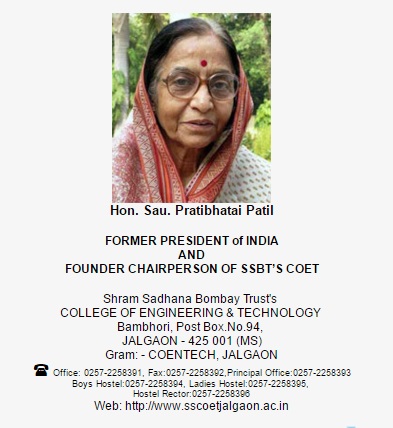 Hon. Sau. Pratibhatai Patil
FORMER PRESIDENT of INDIA
AND
FOUNDER CHAIRPERSON OF SSBT'S COET
Shram Sadhana Bombay Trust's
COLLEGE OF ENGINEERING & TECHNOLOGY
Bambhori, Post Box.No.94,
JALGAON - 425 001 (MS)
Gram: - COENTECH, JALGAON
Office: 0257-2258391, Fax:0257-2258392,Principal Office:0257-2258393
Boys Hostel:0257-2258394, Ladies Hostel:0257-2258395,
Hostel Rector:0257-2258396
Web: http://www.sscoetjalgaon.ac.in